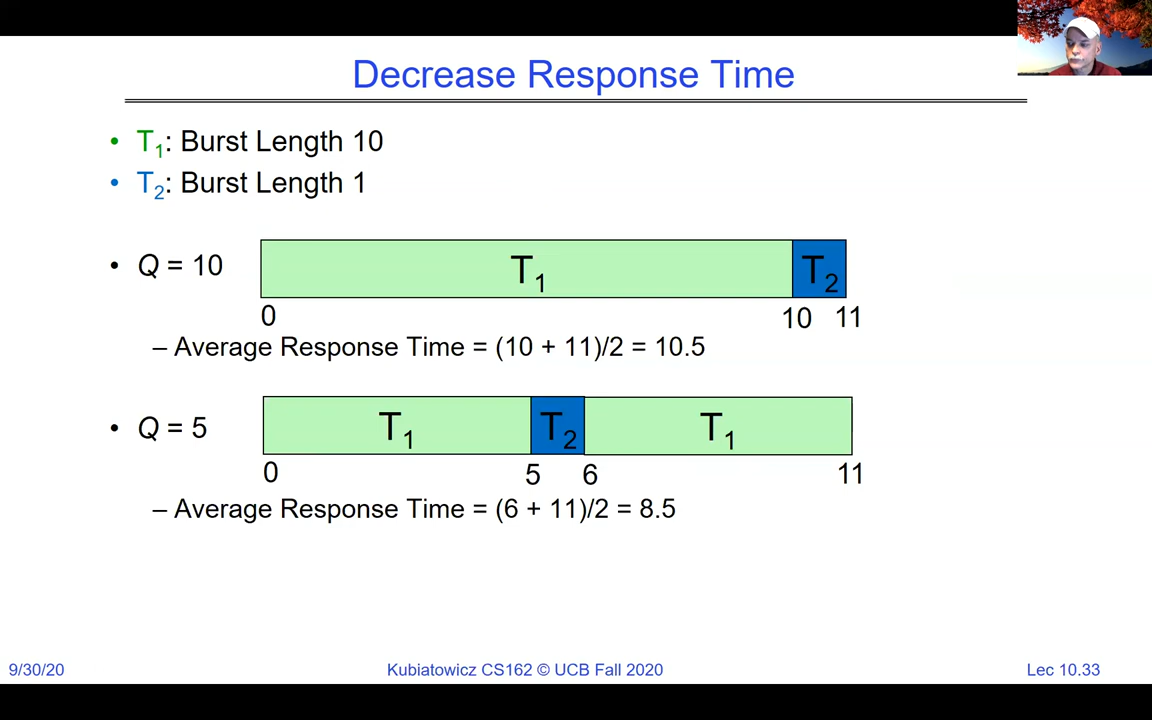 Decrease Response Time
• T₁: Burst Length 10
• T₂: Burst Length 1
• Q = 10
T₁ T₂
0 10 11
– Average Response Time = (10 + 11)/2 = 10.5
• Q = 5
T₁ T₂ T₁
0 5 6 11
– Average Response Time = (6 + 11)/2 = 8.5
9/30/20 Kubiatowicz CS162 © UCB Fall 2020 Lec 10.33